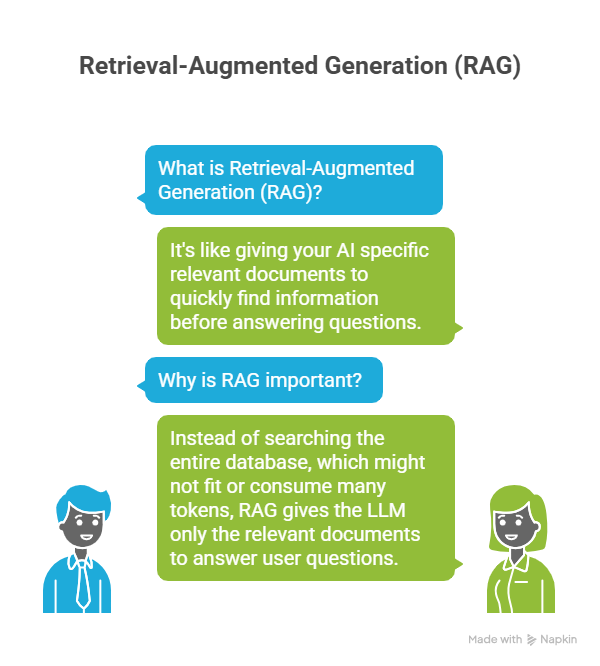 Retrieval-Augmented Generation (RAG)
What is Retrieval-Augmented
Generation (RAG)?
It's like giving your AI specific
relevant documents to
quickly find information
before answering questions.
Why is RAG important?
Instead of searching the
entire database, which might
not fit or consume many
tokens, RAG gives the LLM
only the relevant documents
to answer user questions.
Made with Napkin